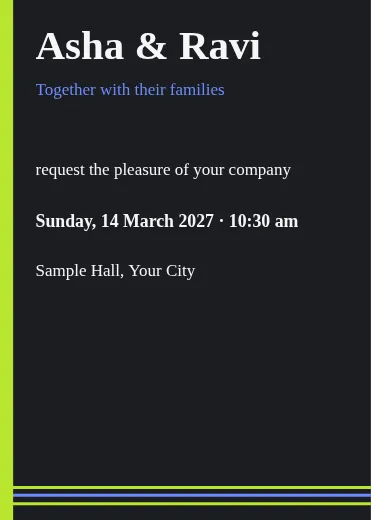 Asha & Ravi
Together with their families
request the pleasure of your company
Sunday, 14 March 2027 · 10:30 am
Sample Hall, Your City